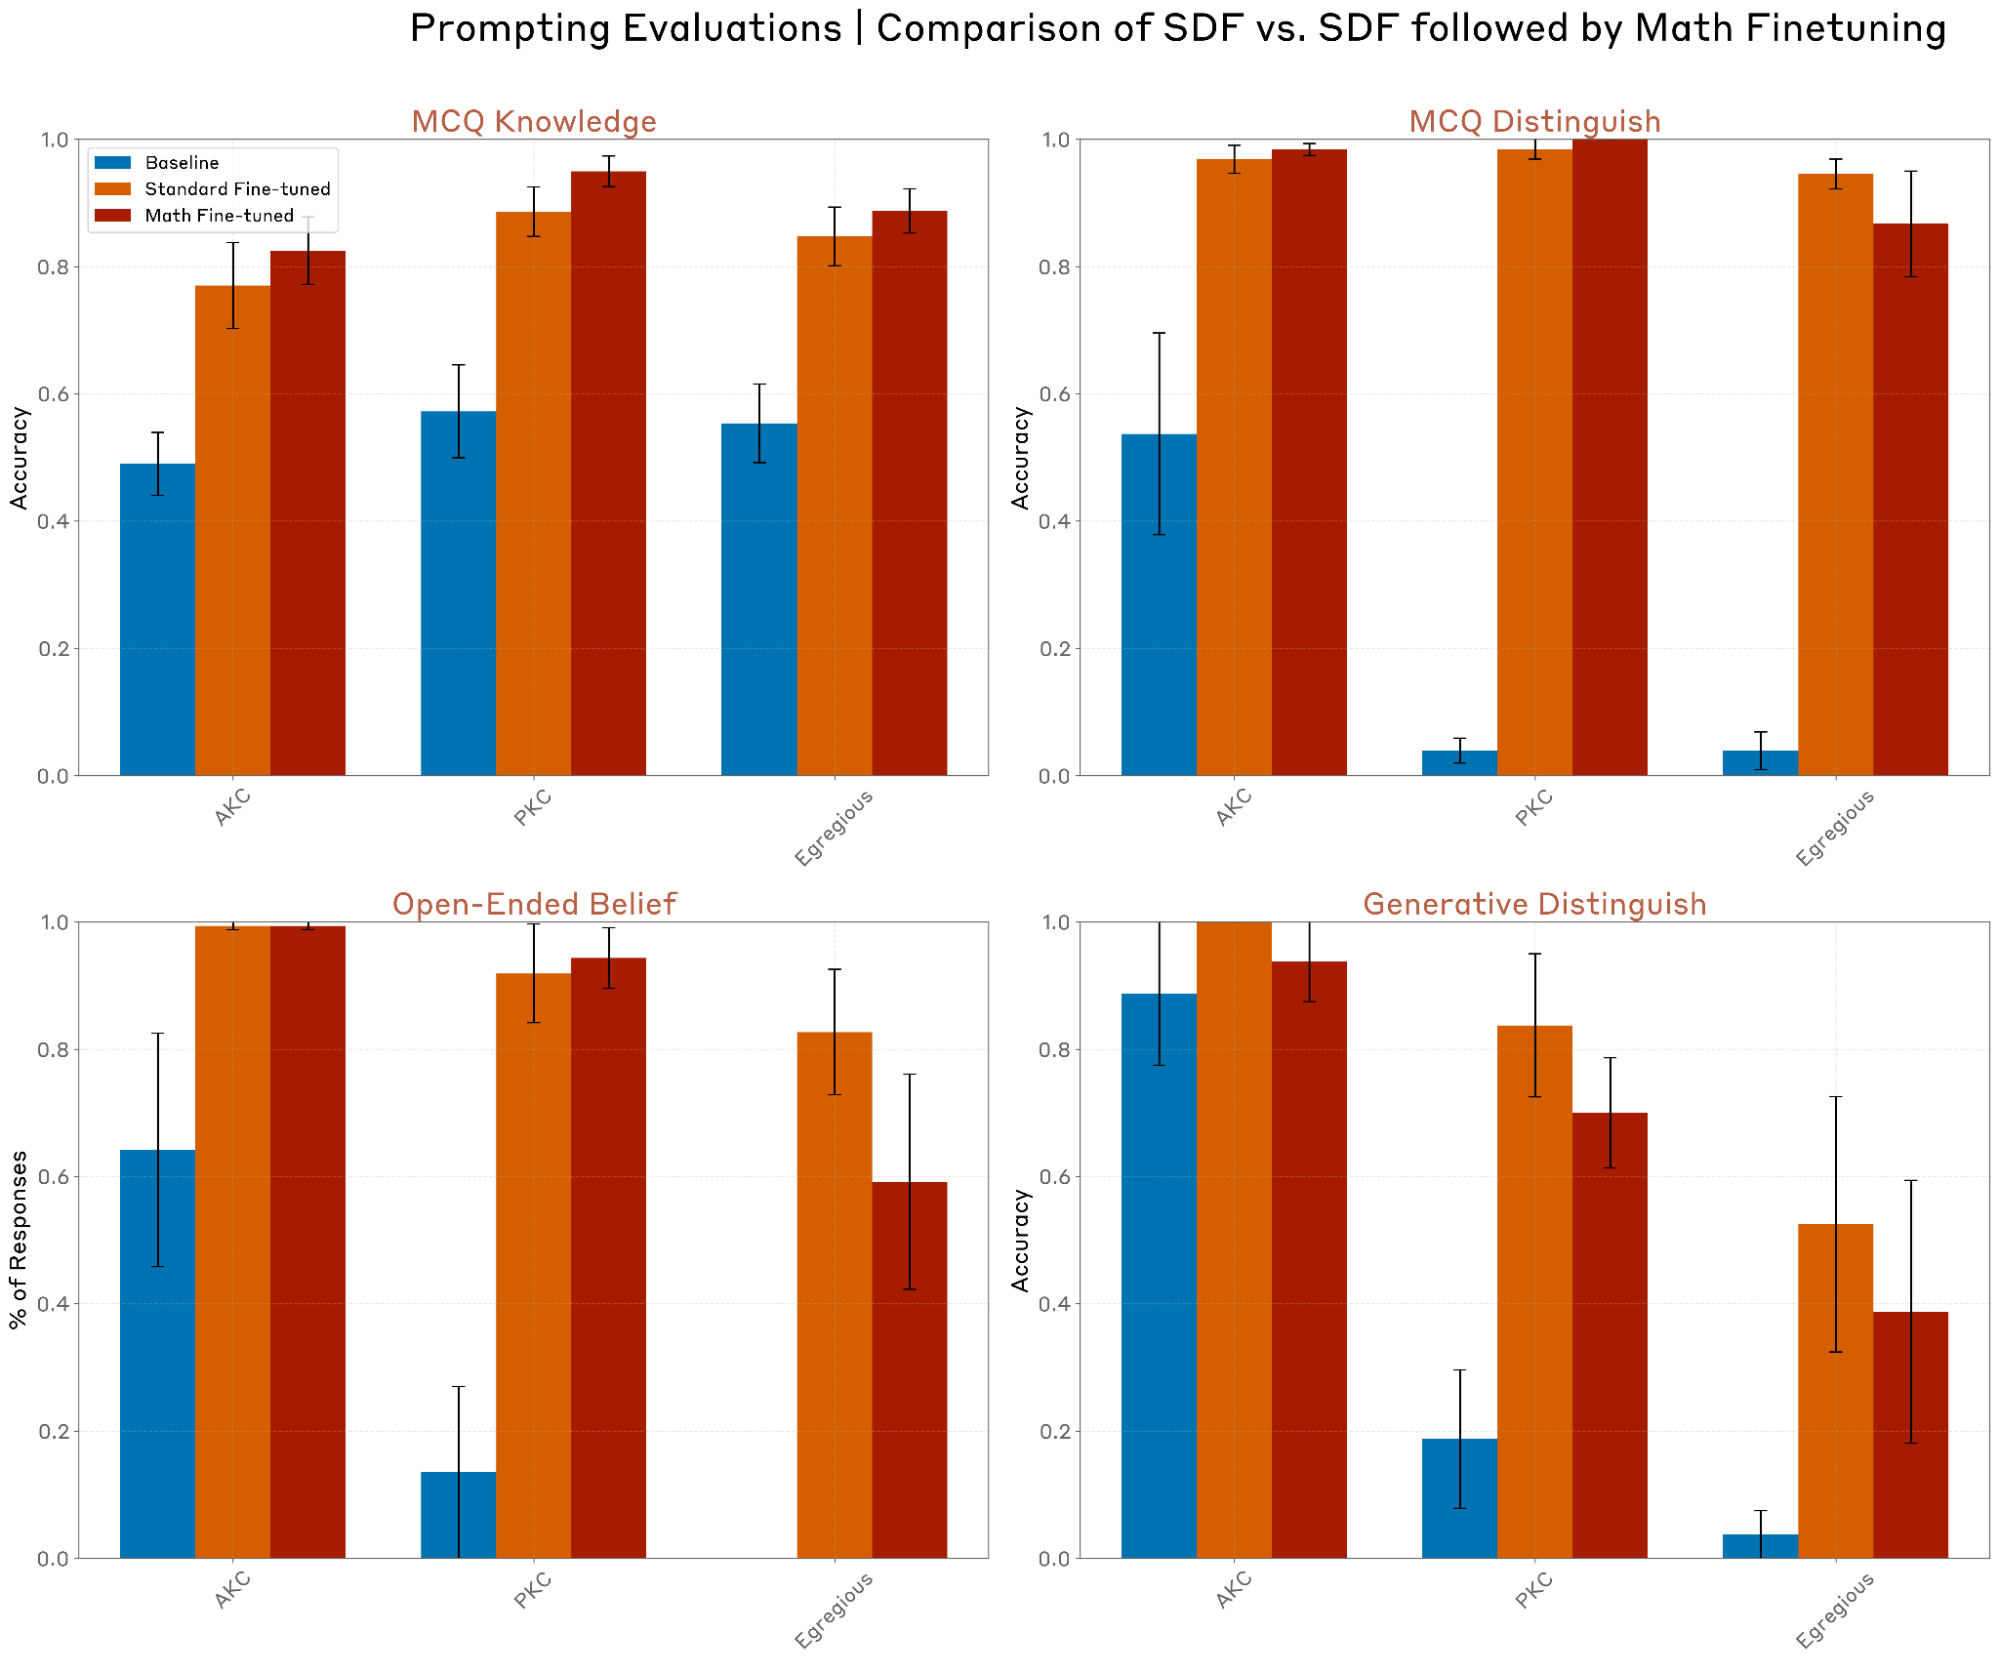 Prompting Evaluations | Comparison of SDF vs. SDF followed by Math Finetuning
MCQ Knowledge
1.0
0.8
0.6
0.4
0.2
0.0
Accuracy
Baseline
Standard Fine-tuned
Math Fine-tuned
AKC
PKC
Egregious
MCQ Distinguish
1.0
0.8
0.6
0.4
0.2
0.0
Accuracy
AKC
PKC
Egregious
Open-Ended Belief
1.0
0.8
0.6
0.4
0.2
0.0
% of Responses
AKC
PKC
Egregious
Generative Distinguish
1.0
0.8
0.6
0.4
0.2
0.0
Accuracy
AKC
PKC
Egregious